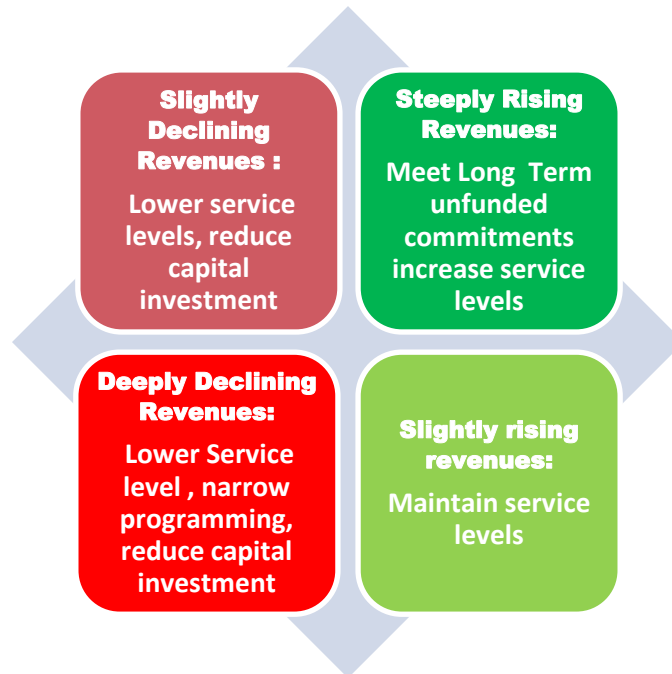 Slightly
Declining
Revenues :
Lower service
levels, reduce
capital
investment
Steeply Rising
Revenues:
Meet Long Term
unfunded
commitments
increase service
levels
Deeply Declining
Revenues:
Lower Service
level , narrow
programming,
reduce capital
investment
Slightly rising
revenues:
Maintain service
levels